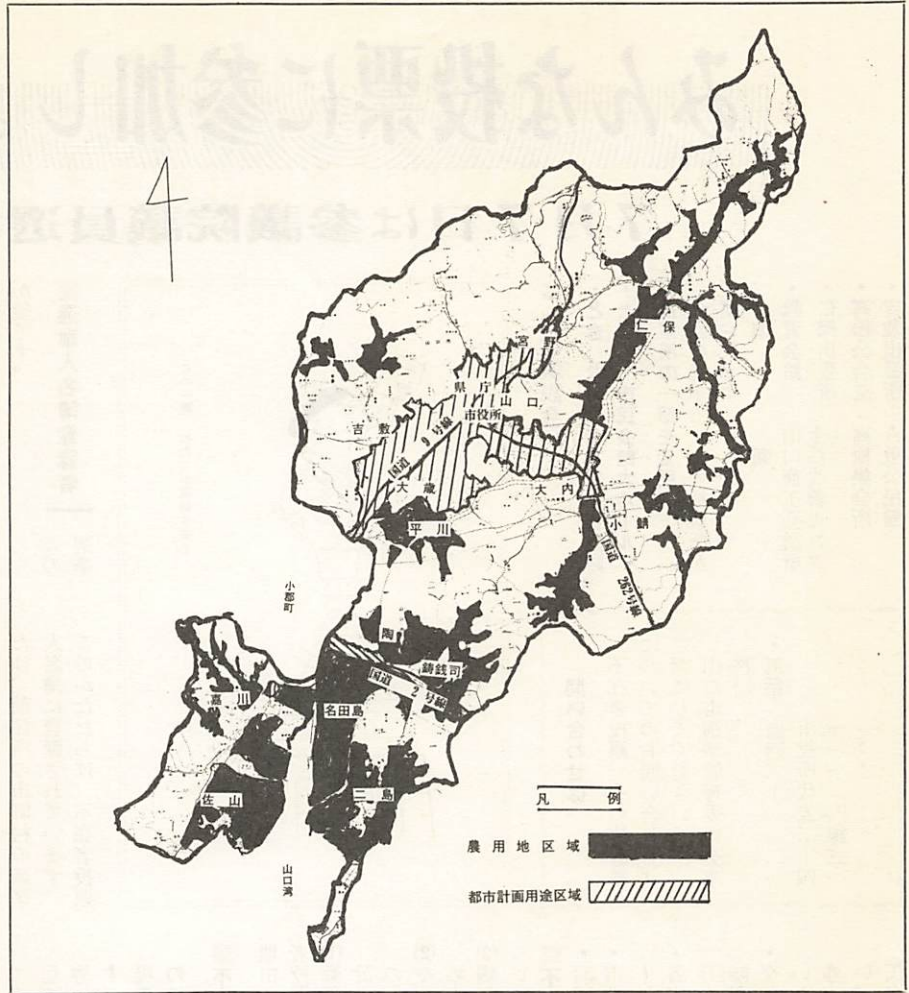 宮野
仁保
県庁
山口
市役所
吉敷
国道9号線
大蔵
大内
平川
小鯖
国道262号線
小郡町
陶
鋳銭司
国道2号線
嘉川
名田島
佐山
二島
山口湾
凡例
農用地区域
都市計画用途区域